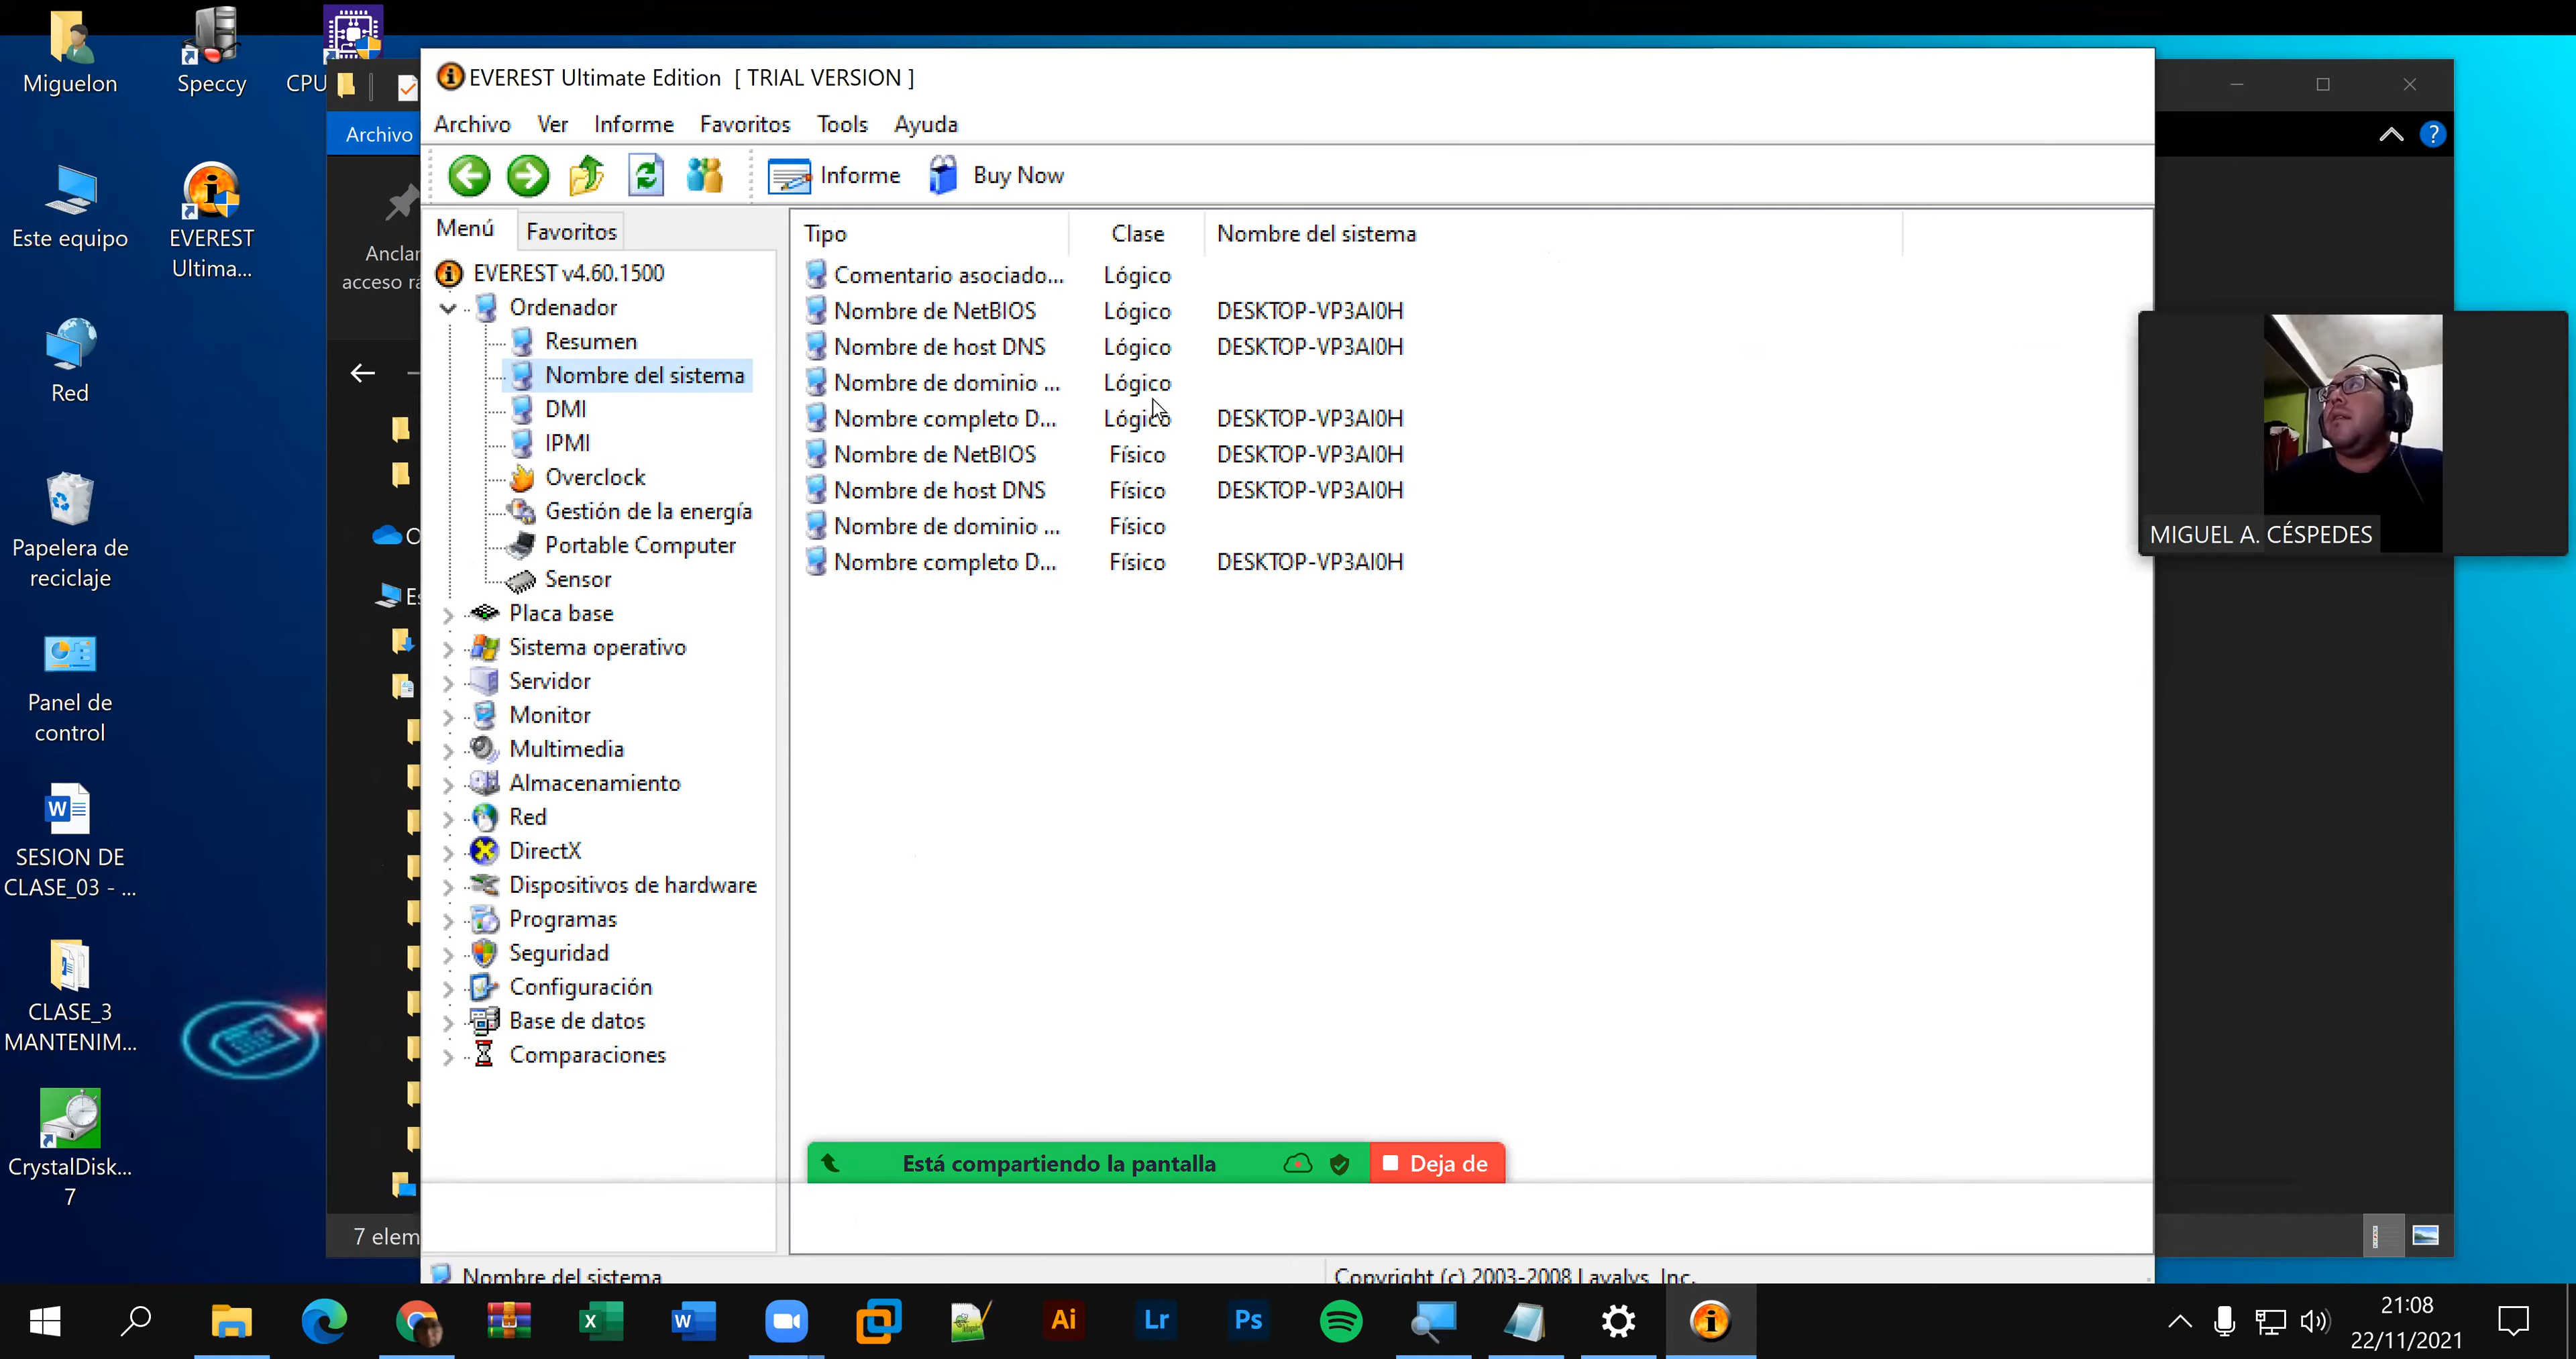 Miguelon
Speccy
CPU
Este equipo
EVEREST
Ultima...
Red
Papelera de
reciclaje
Panel de
control
SESION DE
CLASE_03 - ...
CLASE_3
MANTENIM...
CrystalDisk...
7
Archivo
Anclar
acceso rá
7 elem
EVEREST Ultimate Edition [ TRIAL VERSION ]
Archivo Ver Informe Favoritos Tools Ayuda
Informe Buy Now
Menú Favoritos
EVEREST v4.60.1500
Ordenador
Resumen
Nombre del sistema
DMI
IPMI
Overclock
Gestión de la energía
Portable Computer
Sensor
Placa base
Sistema operativo
Servidor
Monitor
Multimedia
Almacenamiento
Red
DirectX
Dispositivos de hardware
Programas
Seguridad
Configuración
Base de datos
Comparaciones
Tipo Clase Nombre del sistema
Comentario asociado... Lógico
Nombre de NetBIOS Lógico DESKTOP-VP3AI0H
Nombre de host DNS Lógico DESKTOP-VP3AI0H
Nombre de dominio ... Lógico
Nombre completo D... Lógico DESKTOP-VP3AI0H
Nombre de NetBIOS Físico DESKTOP-VP3AI0H
Nombre de host DNS Físico DESKTOP-VP3AI0H
Nombre de dominio ... Físico
Nombre completo D... Físico DESKTOP-VP3AI0H
MIGUEL A. CÉSPEDES
Está compartiendo la pantalla Deja de
Nombre del sistema Copyright (c) 2003-2008 Lavalys, Inc.
Ai Lr Ps
21:08
22/11/2021